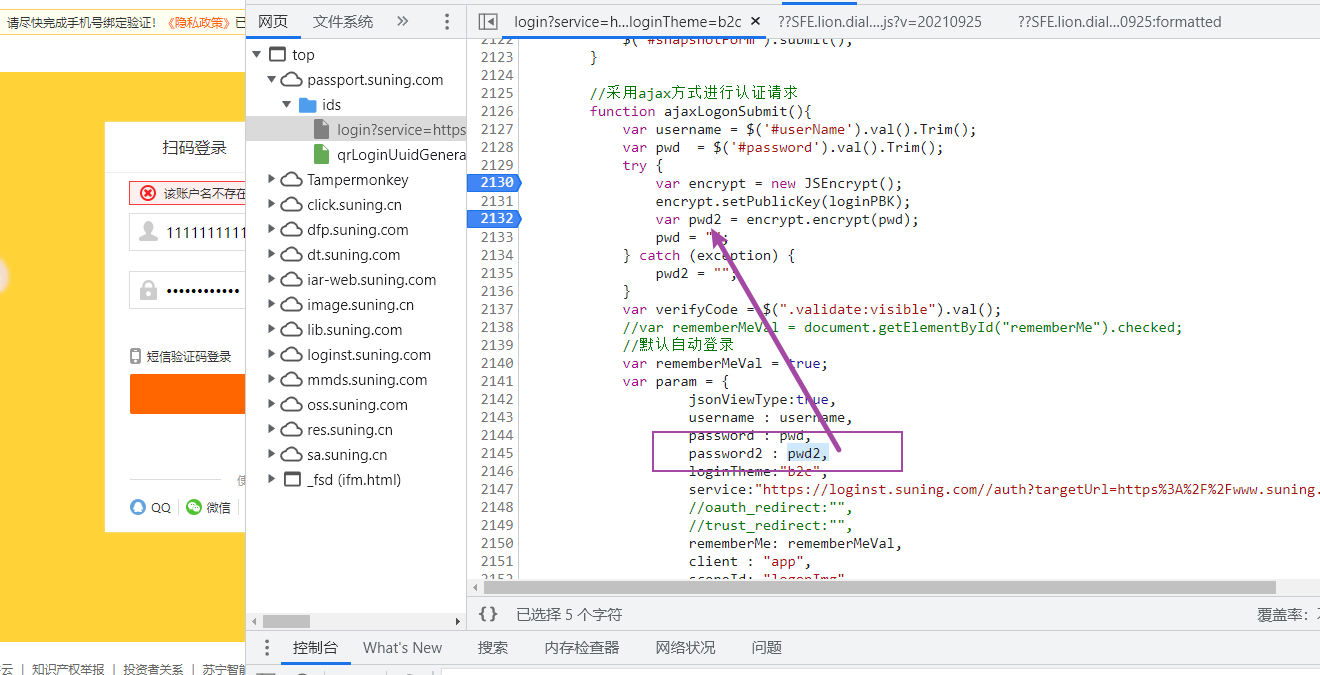 请尽快完成手机号绑定验证！《隐私政策》已
扫码登录
该账户名不存在
1111111111
••••••••••••
短信验证码登录
QQ
微信
云 | 知识产权举报 | 投资者关系 | 苏宁智能
网页
文件系统
top
passport.suning.com
ids
login?service=https
qrLoginUuidGenera
Tampermonkey
click.suning.cn
dfp.suning.com
dt.suning.com
iar-web.suning.com
image.suning.cn
lib.suning.com
loginst.suning.com
mmds.suning.com
oss.suning.com
res.suning.cn
sa.suning.cn
_fsd (ifm.html)
login?service=h...loginTheme=b2c ×
??SFE.lion.dial....js?v=20210925
??SFE.lion.dial...0925:formatted
2122 $("#snapshotForm").submit();
2123 }
2124
2125 //采用ajax方式进行认证请求
2126 function ajaxLogonSubmit(){
2127 var username = $('#userName').val().Trim();
2128 var pwd  = $('#password').val().Trim();
2129 try {
2130 var encrypt = new JSEncrypt();
2131 encrypt.setPublicKey(loginPBK);
2132 var pwd2 = encrypt.encrypt(pwd);
2133 pwd = "";
2134 } catch (exception) {
2135 pwd2 = "";
2136 }
2137 var verifyCode = $(".validate:visible").val();
2138 //var rememberMeVal = document.getElementById("rememberMe").checked;
2139 //默认自动登录
2140 var rememberMeVal = true;
2141 var param = {
2142 jsonViewType:true,
2143 username : username,
2144 password : pwd,
2145 password2 : pwd2,
2146 loginTheme:"b2c",
2147 service:"https://loginst.suning.com//auth?targetUrl=https%3A%2F%2Fwww.suning.
2148 //oauth_redirect:"",
2149 //trust_redirect:"",
2150 rememberMe: rememberMeVal,
2151 client : "app",
2152 sceneId: "logonImg"
{} 已选择 5 个字符
覆盖率：
控制台
What's New
搜索
内存检查器
网络状况
问题